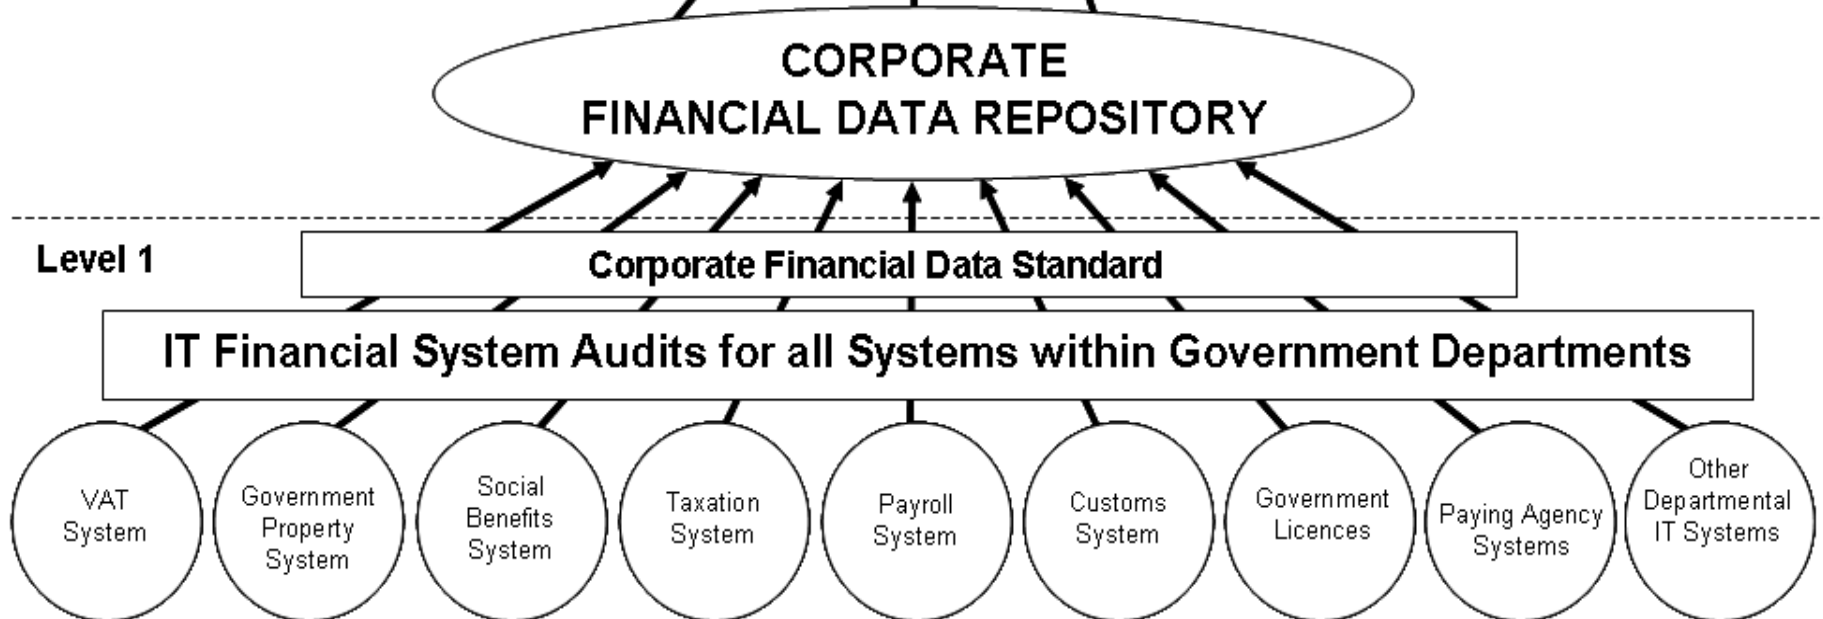 CORPORATE
FINANCIAL DATA REPOSITORY
Level 1
Corporate Financial Data Standard
IT Financial System Audits for all Systems within Government Departments
VAT
System
Government
Property
System
Social
Benefits
System
Taxation
System
Payroll
System
Customs
System
Government
Licences
Paying Agency
Systems
Other
Departmental
IT Systems